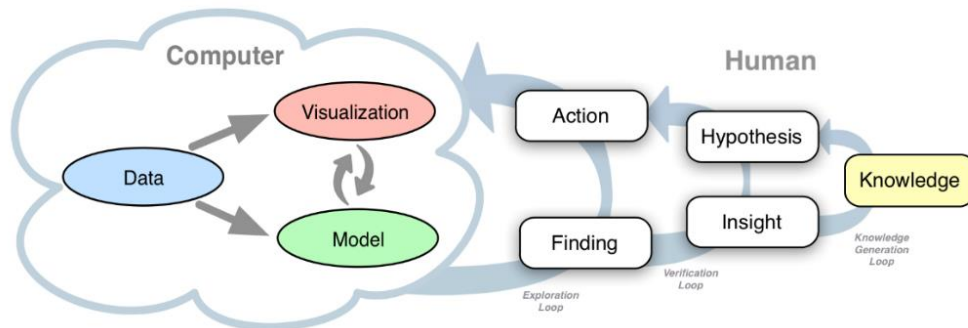 Computer
Human
Visualization
Action
Hypothesis
Data
Knowledge
Model
Finding
Insight
Exploration
Loop
Verification
Loop
Knowledge
Generation
Loop